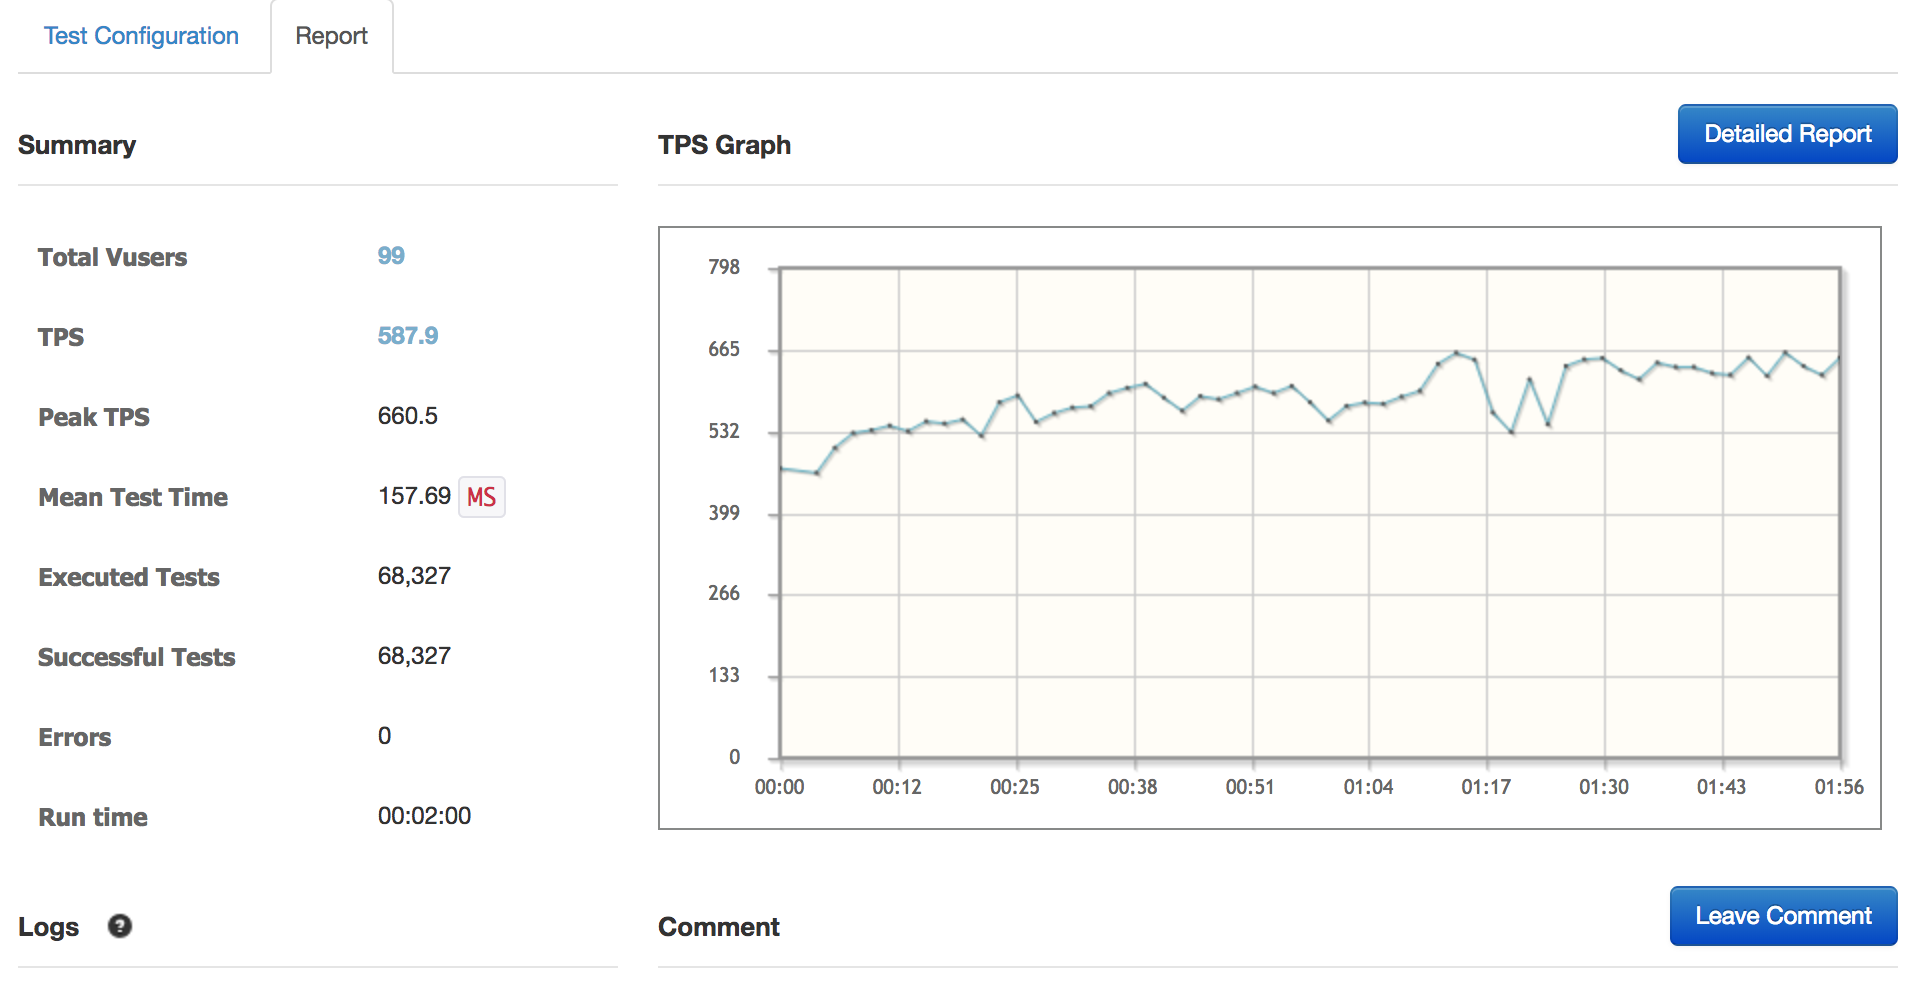 Test Configuration
Report
Detailed Report
Summary
TPS Graph
Total Vusers 99
TPS 587.9
Peak TPS 660.5
Mean Test Time 157.69 MS
Executed Tests 68,327
Successful Tests 68,327
Errors 0
Run time 00:02:00
798
665
532
399
266
133
0
00:00 00:12 00:25 00:38 00:51 01:04 01:17 01:30 01:43 01:56
Logs ?
Comment
Leave Comment